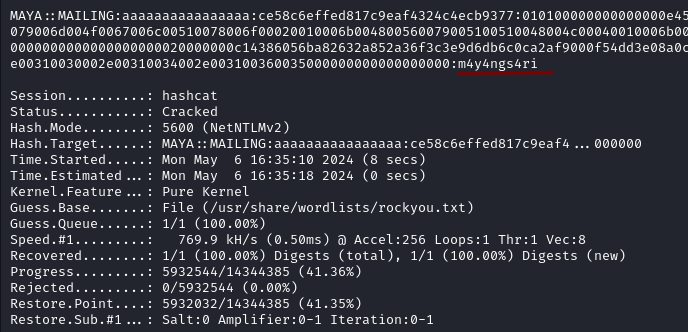 MAYA::MAILING:aaaaaaaaaaaaaaaa:ce58c6effed817c9eaf4324c4ecb9377:010100000000000000e45
079006d004f0067006c00510078006f00020010006b004800560079005100510048004c00040010006b00
0000000000000000000020000000c14386056ba82632a852a36f3c3e9d6db6c0ca2af9000f54dd3e08a0c
e00310030002e00310034002e003100360035000000000000000000:m4y4ngs4ri
Session..........: hashcat
Status...........: Cracked
Hash.Mode........: 5600 (NetNTLMv2)
Hash.Target......: MAYA::MAILING:aaaaaaaaaaaaaaaa:ce58c6effed817c9eaf4...000000
Time.Started.....: Mon May  6 16:35:10 2024 (8 secs)
Time.Estimated...: Mon May  6 16:35:18 2024 (0 secs)
Kernel.Feature...: Pure Kernel
Guess.Base.......: File (/usr/share/wordlists/rockyou.txt)
Guess.Queue......: 1/1 (100.00%)
Speed.#1.........:   769.9 kH/s (0.50ms) @ Accel:256 Loops:1 Thr:1 Vec:8
Recovered........: 1/1 (100.00%) Digests (total), 1/1 (100.00%) Digests (new)
Progress.........: 5932544/14344385 (41.36%)
Rejected.........: 0/5932544 (0.00%)
Restore.Point....: 5932032/14344385 (41.35%)
Restore.Sub.#1...: Salt:0 Amplifier:0-1 Iteration:0-1